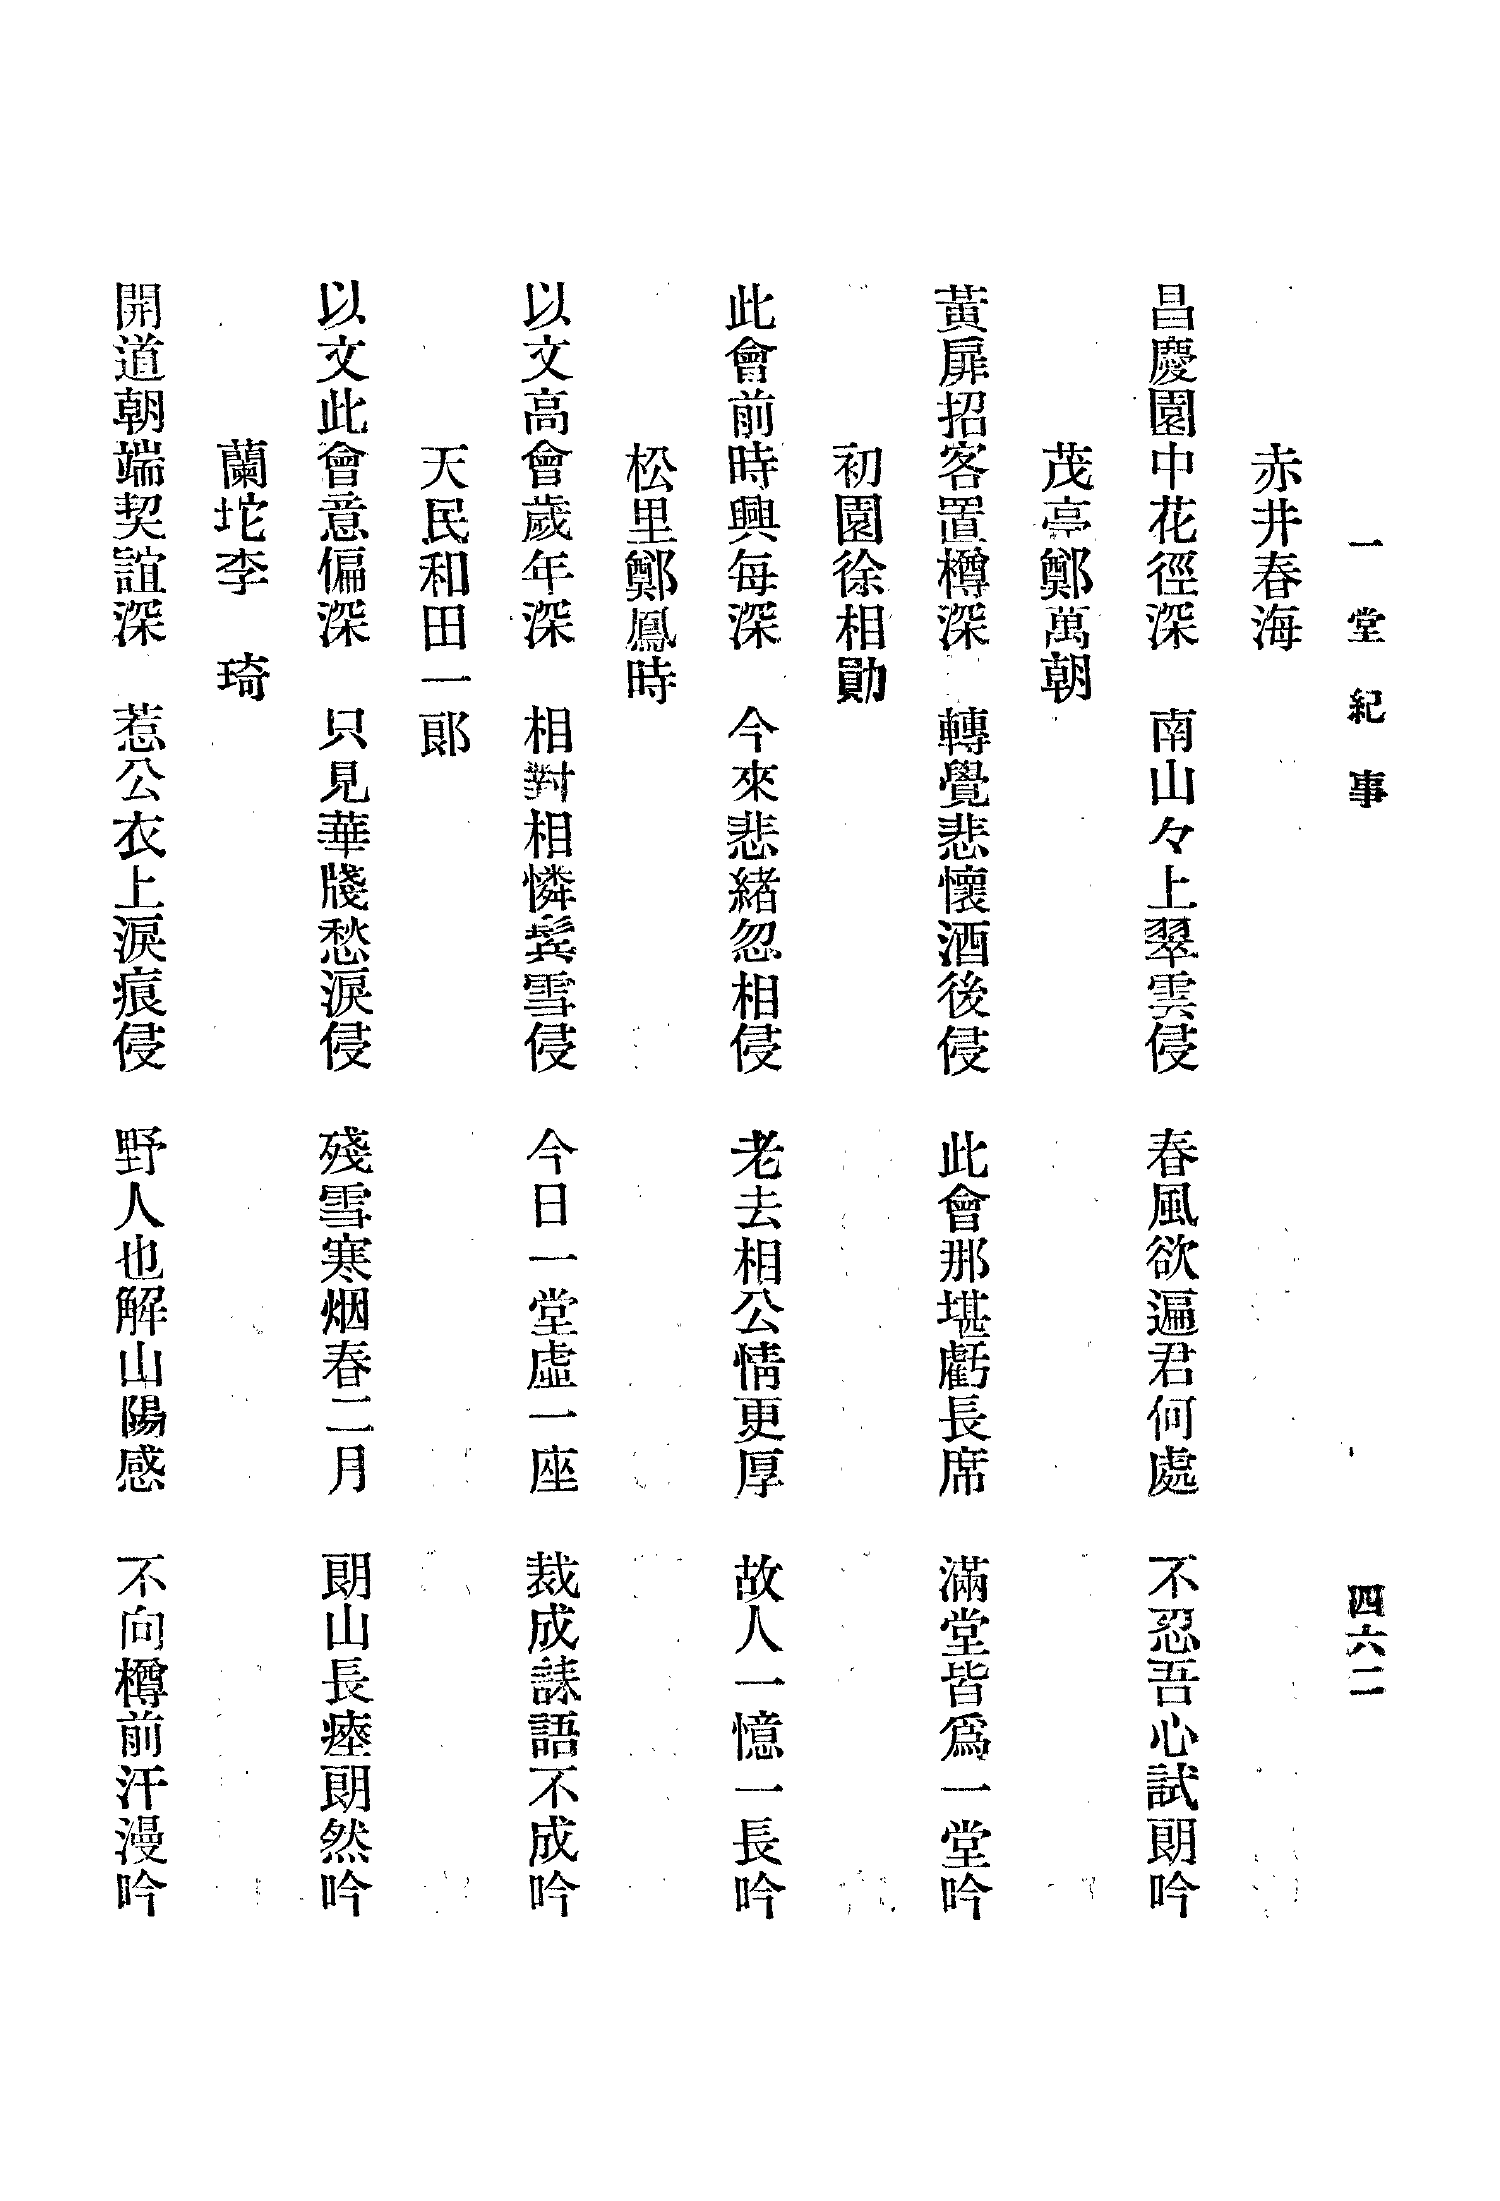 一堂紀事　四六二
赤井春海
昌慶園中花徑深　南山々上翠雲侵　春風欲遍君何處　不忍吾心試朗吟
茂亭鄭萬朝
黃扉招客置樽深　轉覺悲懷酒後侵　此會那堪虧長席　滿堂皆爲一堂吟
初園徐相勛
此會前時興每深　今來悲緒忽相侵　老去相公情更厚　故人一憶一長吟
松里鄭鳳時
以文高會歲年深　相對相憐鬂雪侵　今日一堂虛一座　裁成誄語不成吟
天民和田一郎
以文此會意偏深　只見華牋愁淚侵　殘雪寒烟春二月　朗山長瘞朗然吟
蘭坨李　琦
開道朝端契誼深　惹公衣上淚痕侵　野人也解山陽感　不向樽前汗漫吟